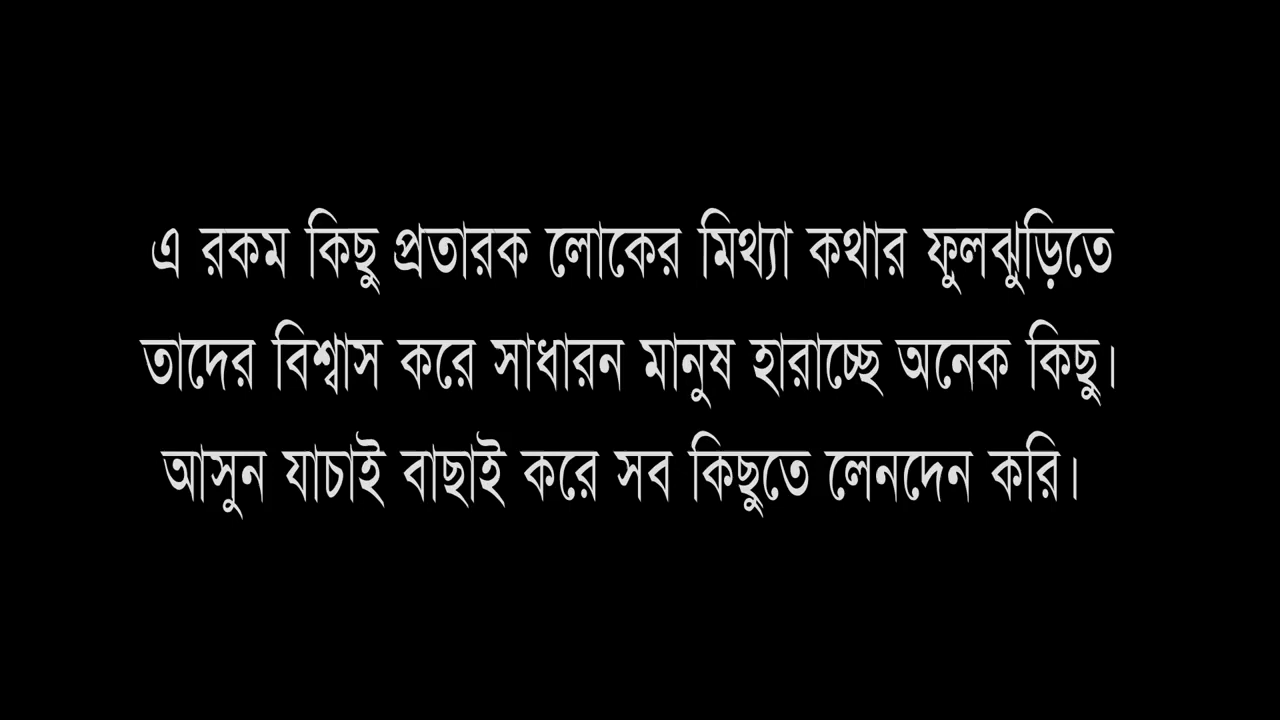 এ রকম কিছু প্রতারক লোকের মিথ্যা কথার ফুলঝুড়িতে
তাদের বিশ্বাস করে সাধারন মানুষ হারাচ্ছে অনেক কিছু।
আসুন যাচাই বাছাই করে সব কিছুতে লেনদেন করি।